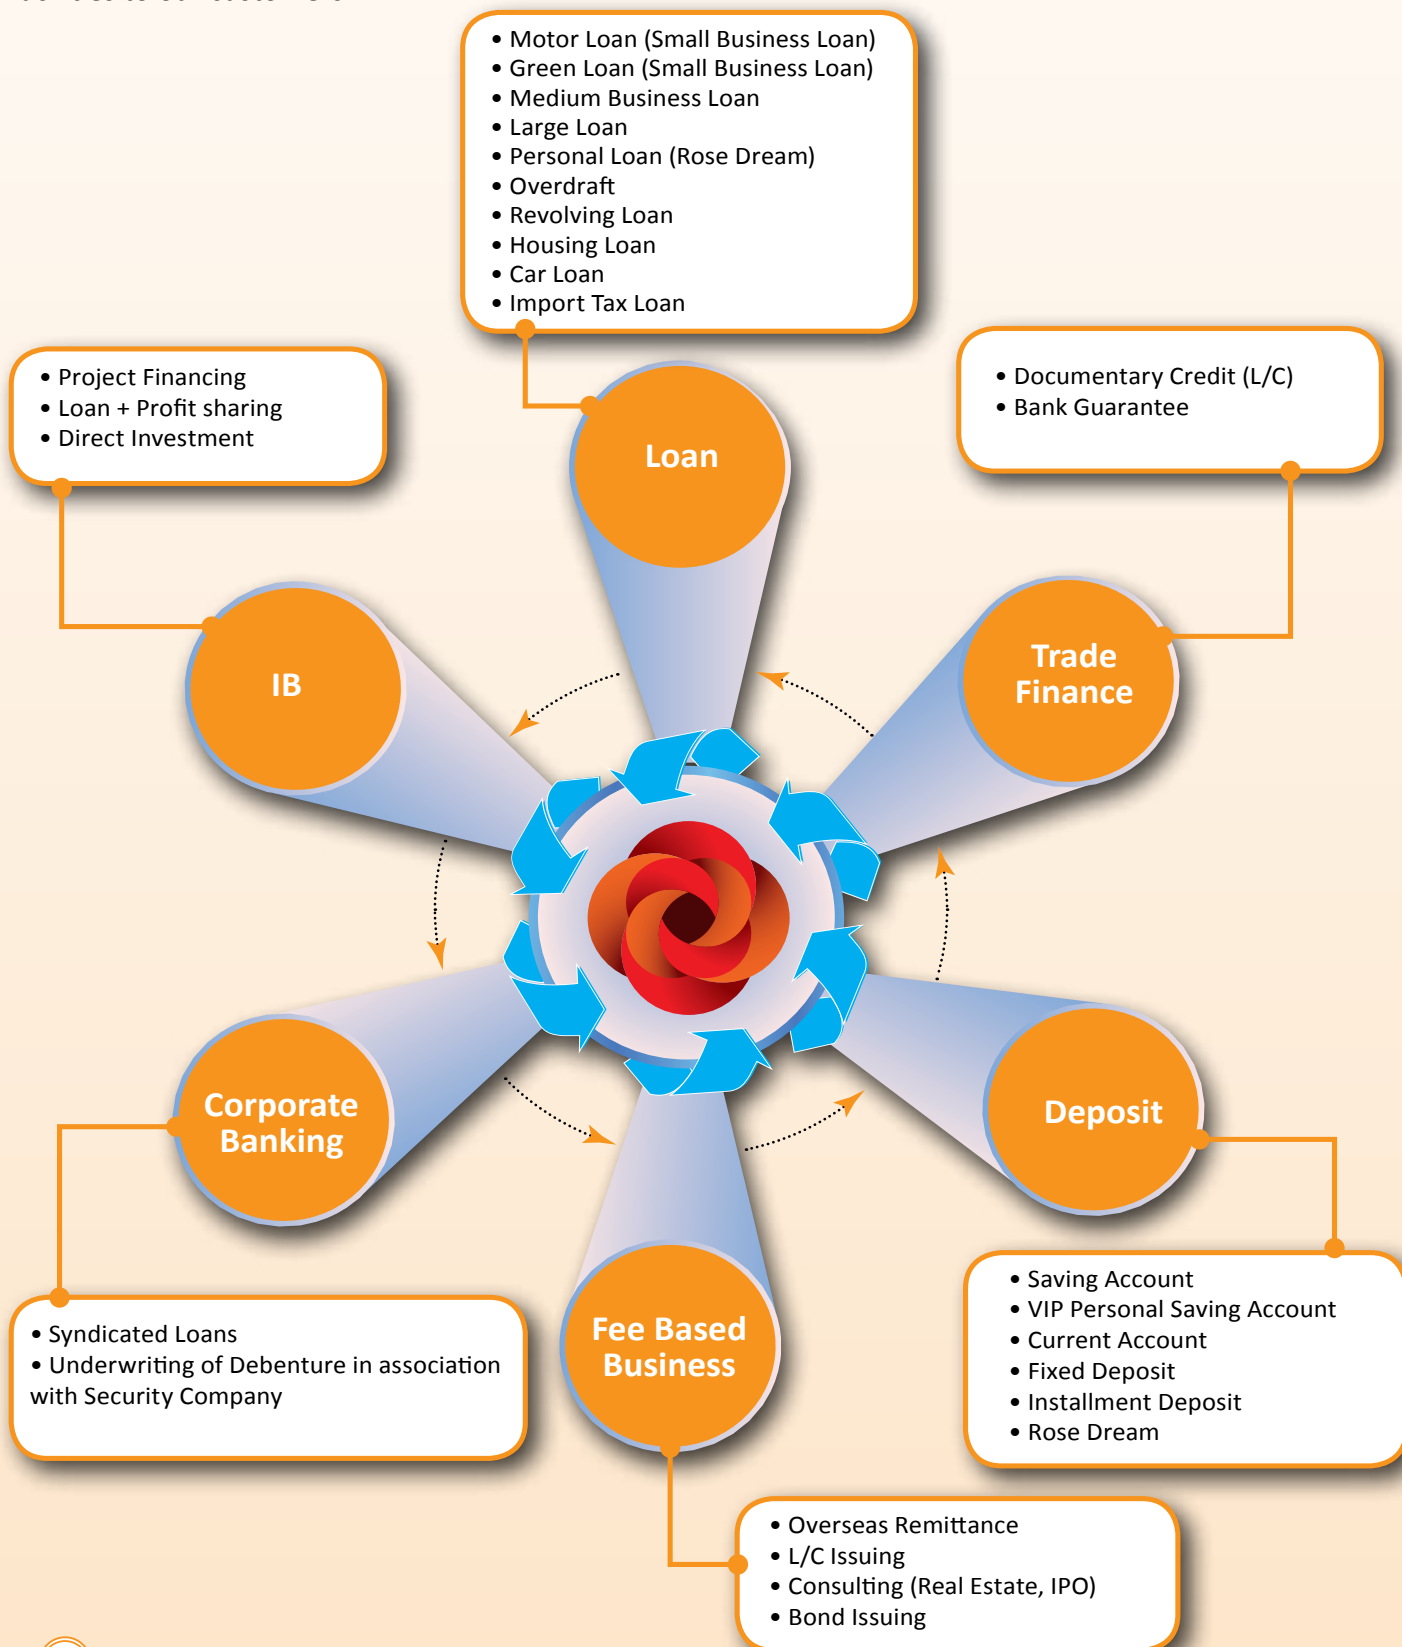 • Motor Loan (Small Business Loan)
• Green Loan (Small Business Loan)
• Medium Business Loan
• Large Loan
• Personal Loan (Rose Dream)
• Overdraft
• Revolving Loan
• Housing Loan
• Car Loan
• Import Tax Loan
• Project Financing
• Loan + Profit sharing
• Direct Investment
• Documentary Credit (L/C)
• Bank Guarantee
Loan
IB
Trade
Finance
Corporate
Banking
Deposit
Fee Based
Business
• Syndicated Loans
• Underwriting of Debenture in association
with Security Company
• Saving Account
• VIP Personal Saving Account
• Current Account
• Fixed Deposit
• Installment Deposit
• Rose Dream
• Overseas Remittance
• L/C Issuing
• Consulting (Real Estate, IPO)
• Bond Issuing